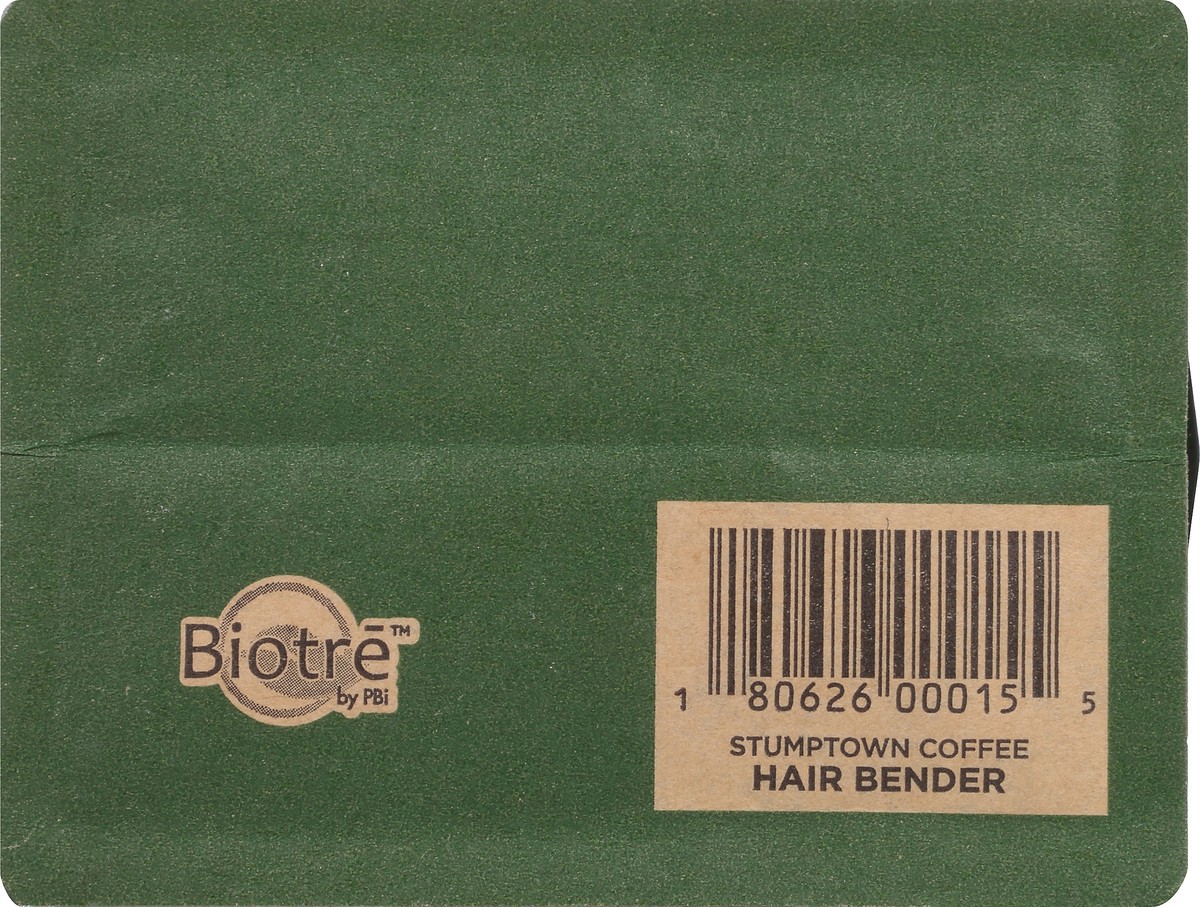 Biotrē™
by PBi
1 80626 00015 5
STUMPTOWN COFFEE
HAIR BENDER